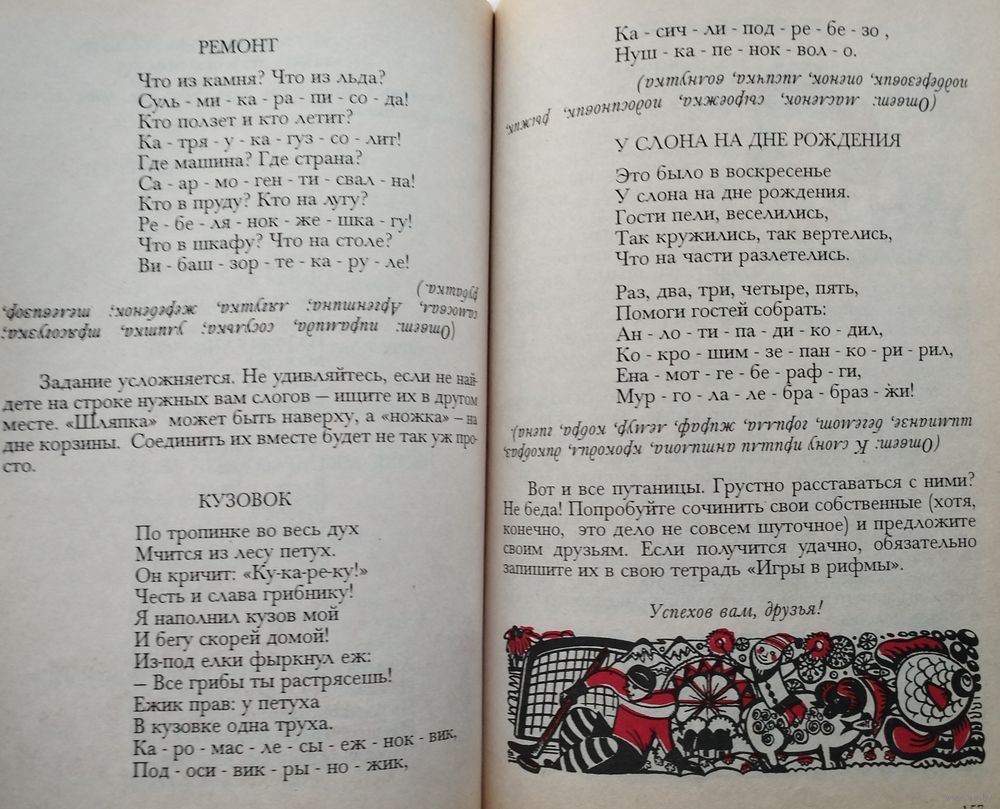 РЕМОНТ
Что из камня? Что из льда?
Суль - ми - ка - ра - пи - со - да!
Кто ползет и кто летит?
Ка - тря - у - ка - гуз - со - лит!
Где машина? Где страна?
Са - ар - мо - ген - ти - свал - на!
Кто в пруду? Кто на лугу?
Ре - бе - ля - нок - же - шка - гу!
Что в шкафу? Что на столе?
Ви - баш - зор - те - ка - ру - ле!
(Ответ: пирамида, сосулька; улитка, трясогузка;
самосвал, Аргентина; лягушка, жеребенок; телевизор,
рубашка.)
Задание усложняется. Не удивляйтесь, если не най-
дете на строке нужных вам слогов — ищите их в другом
месте. «Шляпка» может быть наверху, а «ножка» — на
дне корзины. Соединить их вместе будет не так уж про-
сто.
КУЗОВОК
По тропинке во весь дух
Мчится из лесу петух.
Он кричит: «Ку-ка-ре-ку!»
Честь и слава грибнику!
Я наполнил кузов мой
И бегу скорей домой!
Из-под елки фыркнул еж:
— Все грибы ты растрясешь!
Ежик прав: у петуха
В кузовке одна труха.
Ка - ро - мас - ле - сы - еж - нок - вик,
Под - оси - вик - ры - но - жик,
Ка - сич - ли - под - ре - бе - зо ,
Нуш - ка - пе - нок - вол - о.
(Ответ: масленок, сыроежка, подосиновик, рыжик,
подберезовик, опенок, лисичка, волнушка)
У СЛОНА НА ДНЕ РОЖДЕНИЯ
Это было в воскресенье
У слона на дне рождения.
Гости пели, веселились,
Так кружились, так вертелись,
Что на части разлетелись.
Раз, два, три, четыре, пять,
Помоги гостей собрать:
Ан - ло - ти - па - ди - ко - дил,
Ко - кро - шим - зе - пан - ко - ри - рил,
Ена - мот - ге - бе - раф - ги,
Мур - го - ла - ле - бра - браз - жи!
(Ответ: К слону пришли антилопа, крокодил, дикобраз,
шимпанзе, бегемот, горилла, жираф, лемур, кобра, гиена).
Вот и все путаницы. Грустно расставаться с ними?
Не беда! Попробуйте сочинить свои собственные (хотя,
конечно, это дело не совсем шуточное) и предложите
своим друзьям. Если получится удачно, обязательно
запишите их в свою тетрадь «Игры в рифмы».
Успехов вам, друзья!